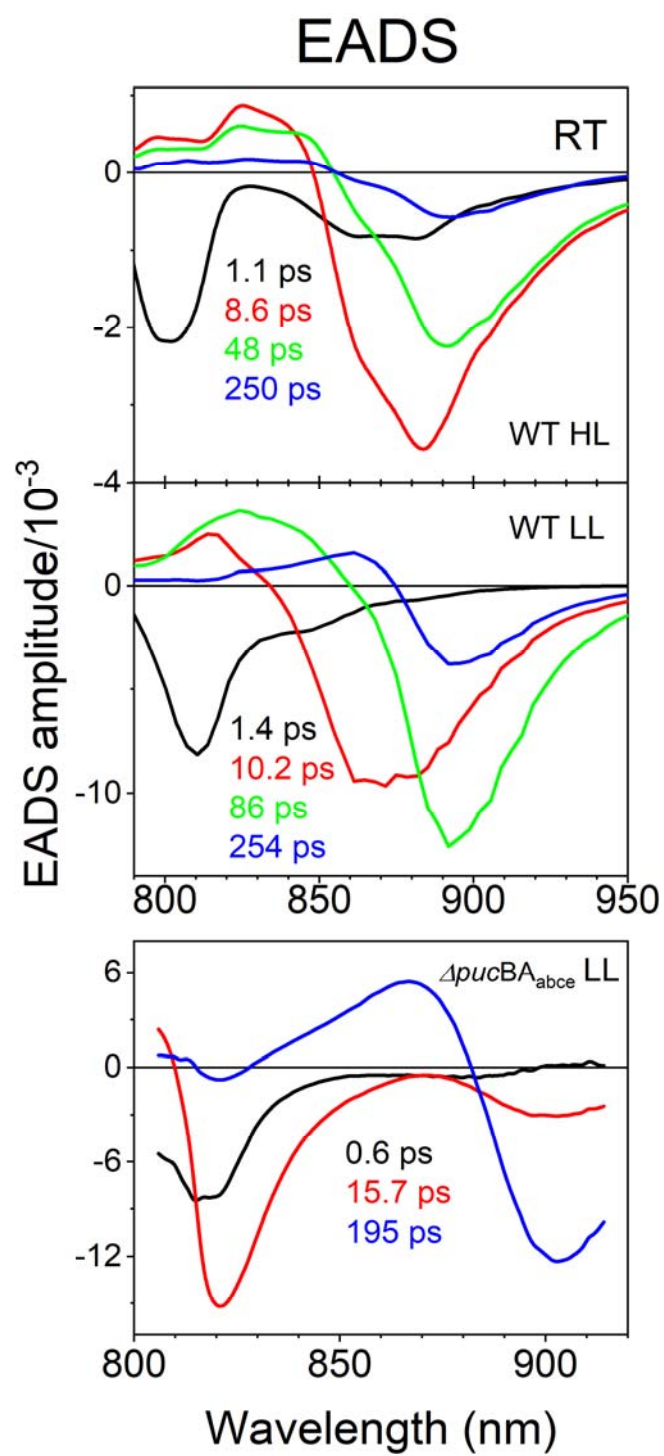 EADS
RT
0
-2
-4
1.1 ps
8.6 ps
48 ps
250 ps
WT HL
WT LL
0
-10
1.4 ps
10.2 ps
86 ps
254 ps
800 850 900 950
EADS amplitude/10⁻³
ΔpucBAabce LL
6
0
-6
-12
0.6 ps
15.7 ps
195 ps
800 850 900
Wavelength (nm)